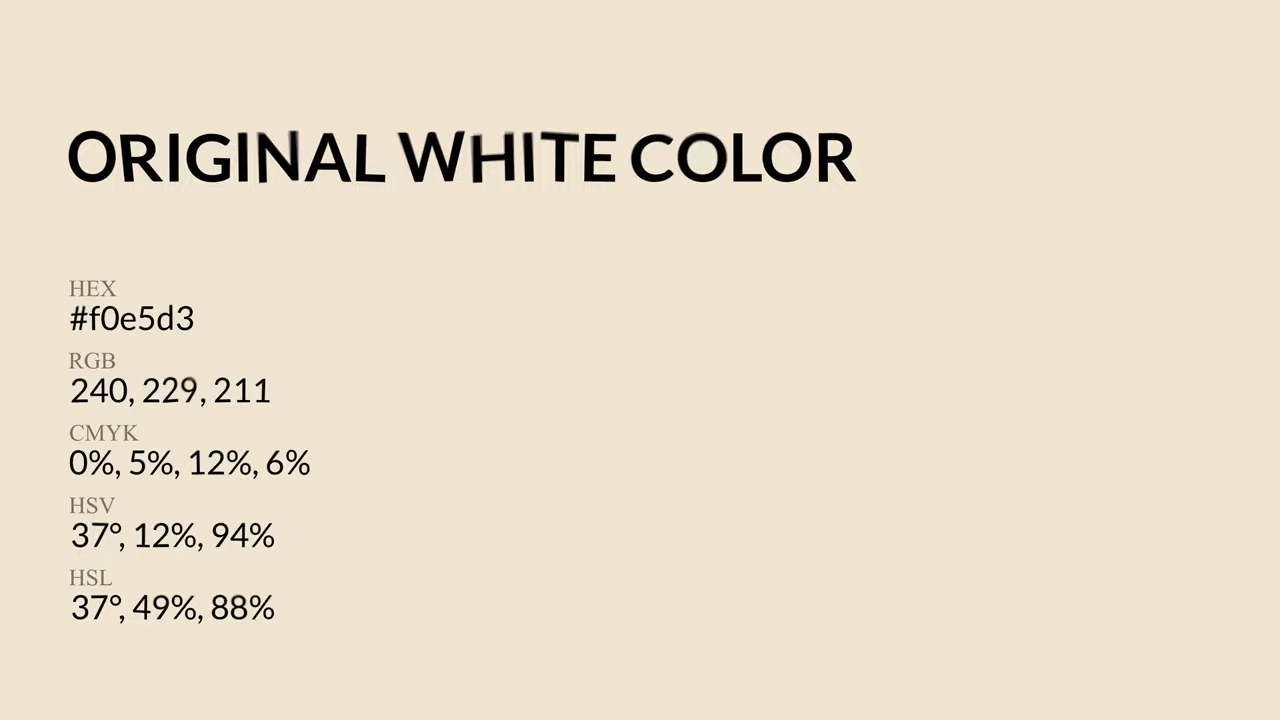 ORIGINAL WHITE COLOR
HEX
#f0e5d3
RGB
240, 229, 211
CMYK
0%, 5%, 12%, 6%
HSV
37°, 12%, 94%
HSL
37°, 49%, 88%